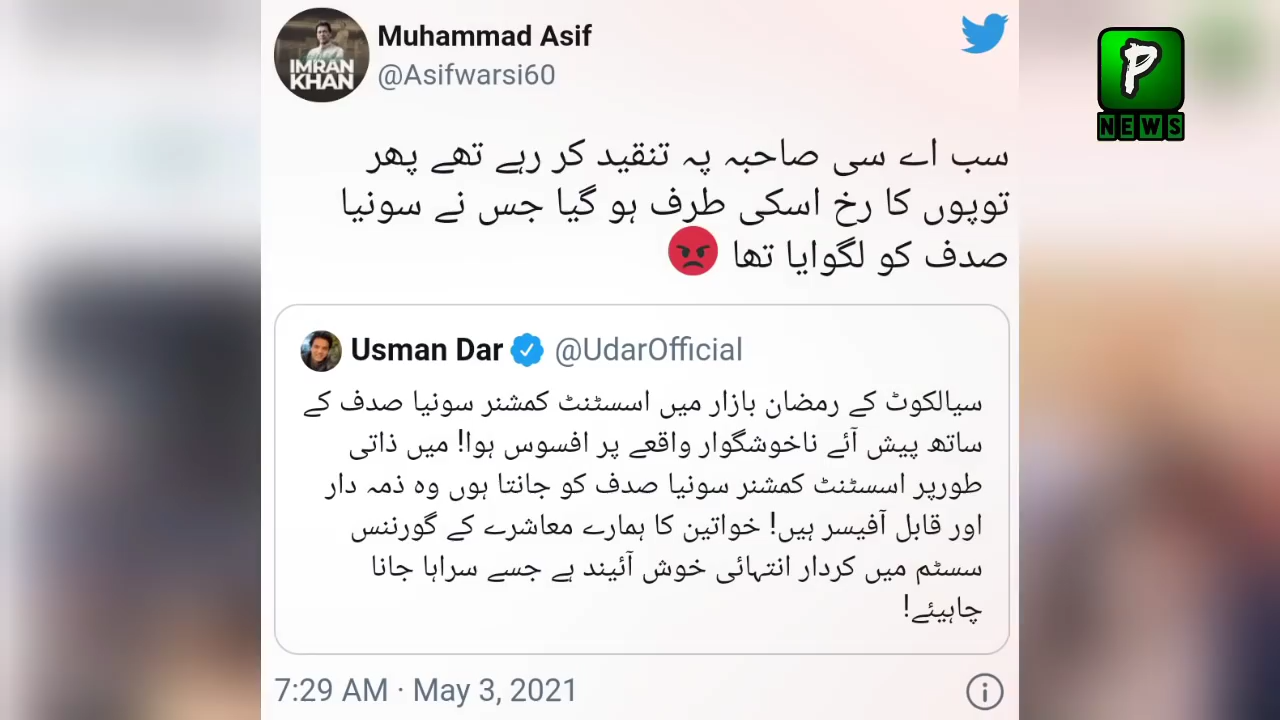 Muhammad Asif
@Asifwarsi60
IMRAN
KHAN
P
NEWS
سب اے سی صاحبہ پہ تنقید کر رہے تھے پھر
توپوں کا رخ اسکی طرف ہو گیا جس نے سونیا
صدف کو لگوایا تھا 😡
Usman Dar @UdarOfficial
سیالکوٹ کے رمضان بازار میں اسسٹنٹ کمشنر سونیا صدف کے
ساتھ پیش آئے ناخوشگوار واقعے پر افسوس ہوا! میں ذاتی
طورپر اسسٹنٹ کمشنر سونیا صدف کو جانتا ہوں وہ ذمہ دار
اور قابل آفیسر ہیں! خواتین کا ہمارے معاشرے کے گورننس
سسٹم میں کردار انتہائی خوش آئیند ہے جسے سراہا جانا
چاہیئے!
7:29 AM · May 3, 2021